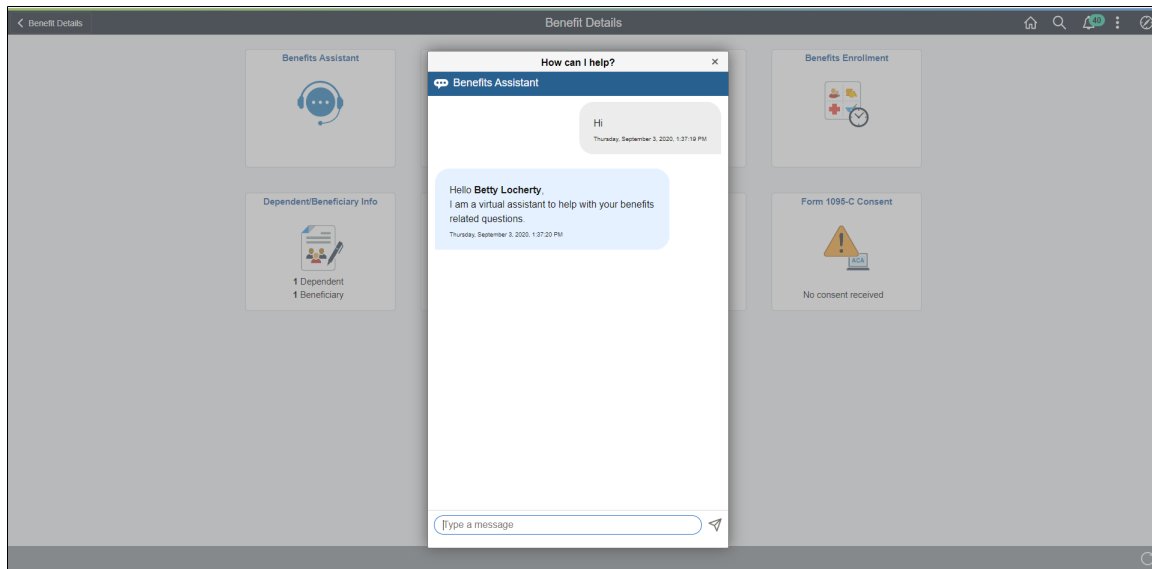 Benefit Details
Benefit Details
40
Benefits Assistant
Benefits Enrollment
Dependent/Beneficiary Info
1 Dependent
1 Beneficiary
Form 1095-C Consent
ACA
No consent received
How can I help?
×
Benefits Assistant
Hi
Thursday, September 3, 2020, 1:37:19 PM
Hello Betty Locherty,
I am a virtual assistant to help with your benefits
related questions.
Thursday, September 3, 2020, 1:37:20 PM
Type a message